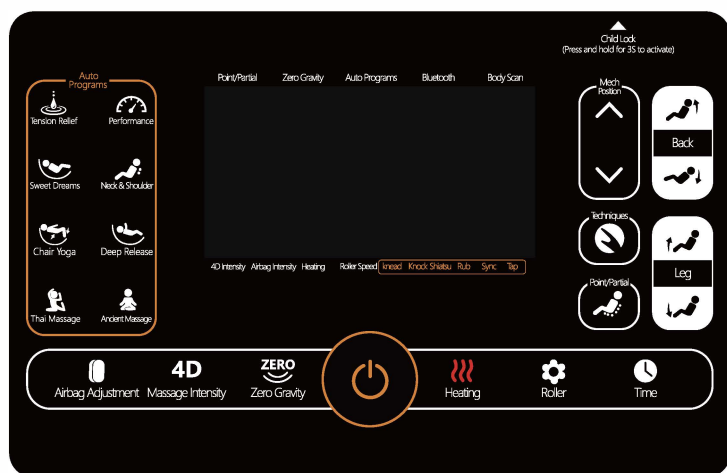 Child Lock
(Press and hold for 3S to activate)
Auto
Programs
Tension Relief
Performance
Sweet Dreams
Neck & Shoulder
Chair Yoga
Deep Release
Thai Massage
Ancient Massage
Point/Partial Zero Gravity Auto Programs Bluetooth Body Scan
4D Intensity Airbag Intensity Heating Roller Speed knead Knock Shiatsu Rub Sync Tap
Mech
Postion
Techniques
Point/Partial
Back
Leg
Airbag Adjustment
4D
Massage Intensity
ZERO
Zero Gravity
Heating
Roller
Time